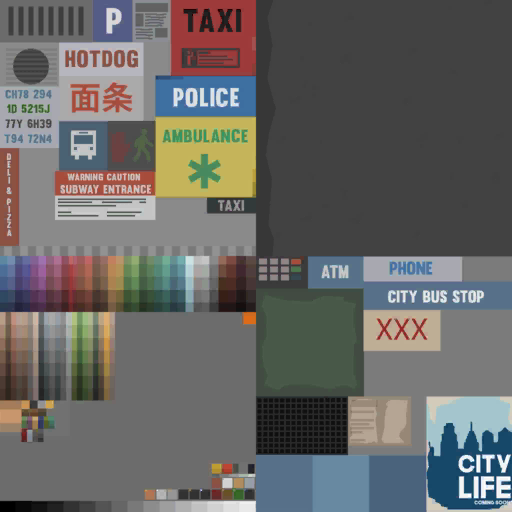 P
TAXI
HOTDOG
面条
CH78 294
1D 5215J
77Y 6H39
T94 72N4
POLICE
AMBULANCE
DELI & PIZZA
WARNING CAUTION
SUBWAY ENTRANCE
TAXI
ATM
PHONE
CITY BUS STOP
XXX
CITY
LIFE
COMING SOON